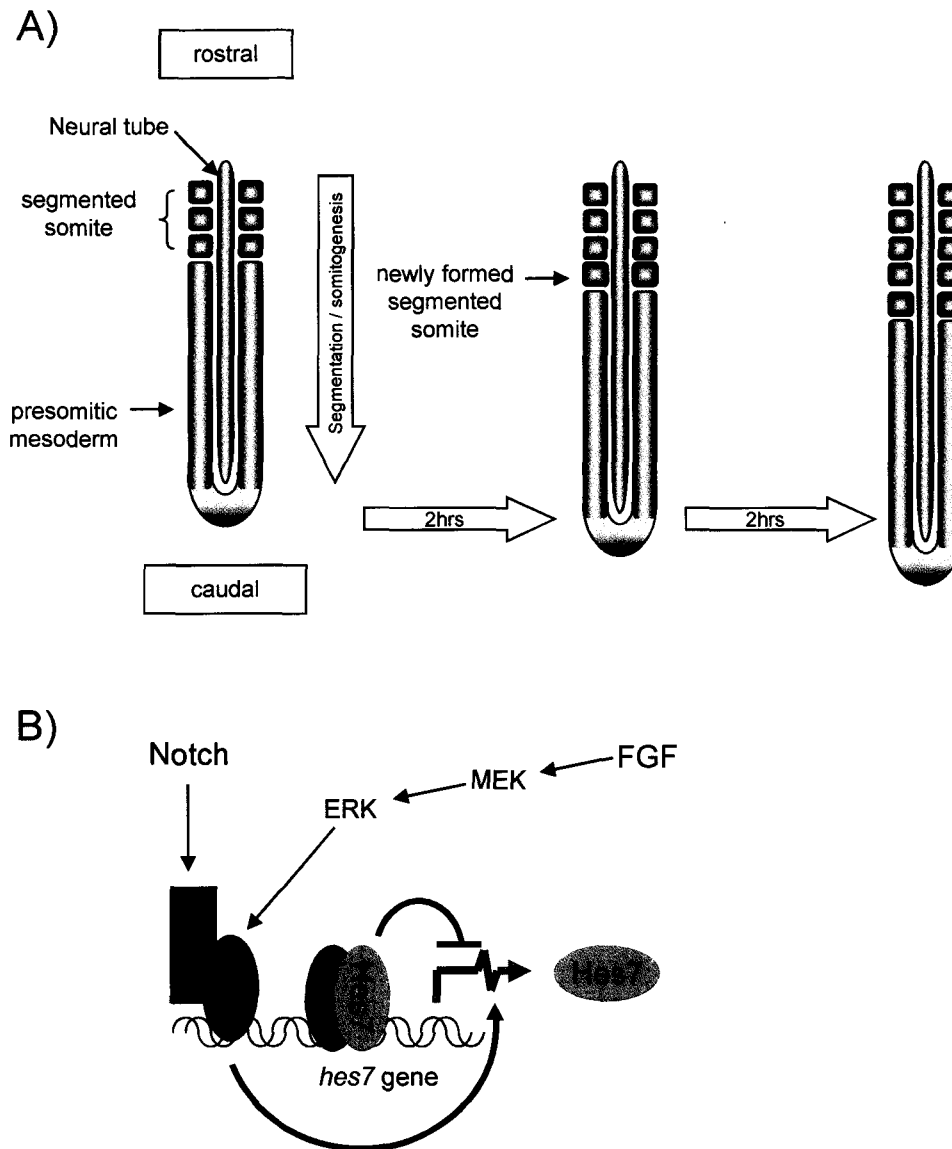 A)
rostral
Neural tube
segmented
somite
presomitic
mesoderm
Segmentation / somitogenesis
caudal
2hrs
newly formed
segmented
somite
2hrs
B)
Notch
FGF
MEK
ERK
Hes7
hes7 gene